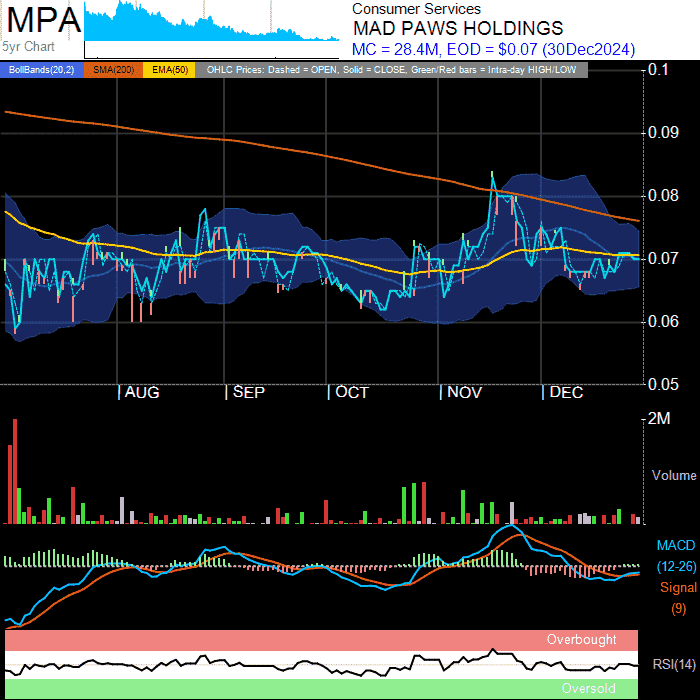 MPA
5yr Chart
Consumer Services
MAD PAWS HOLDINGS
MC = 28.4M, EOD = $0.07 (30Dec2024)
BollBands(20,2) SMA(200) EMA(50) OHLC Prices: Dashed = OPEN, Solid = CLOSE, Green/Red bars = Intra-day HIGH/LOW
0.1
0.09
0.08
0.07
0.06
0.05
AUG SEP OCT NOV DEC
2M
Volume
MACD
(12-26)
Signal
(9)
Overbought
RSI(14)
Oversold